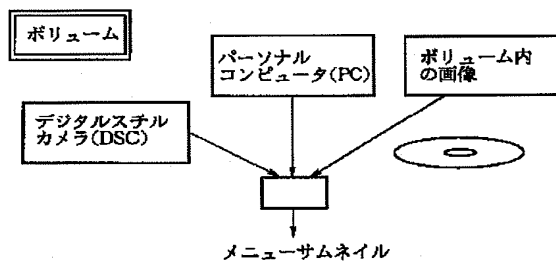 ボリューム
パーソナル
コンピュータ(PC)
ボリューム内
の画像
デジタルスチル
カメラ(DSC)
メニューサムネイル